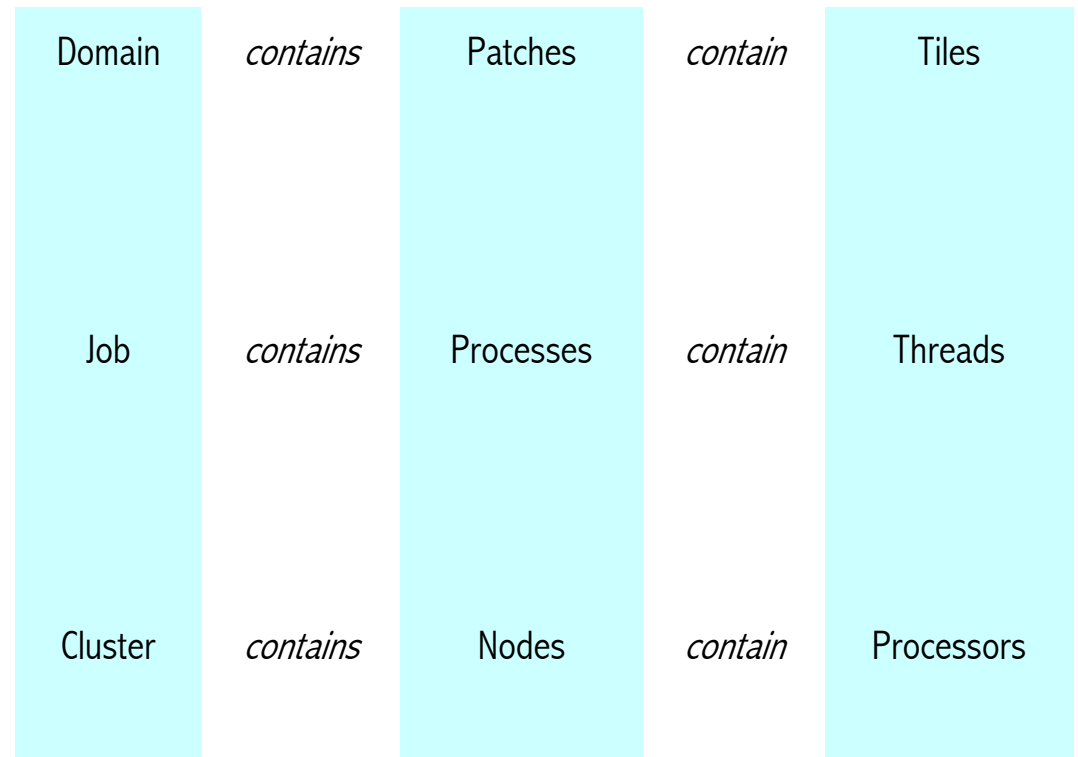 Domain contains Patches contain Tiles
Job contains Processes contain Threads
Cluster contains Nodes contain Processors